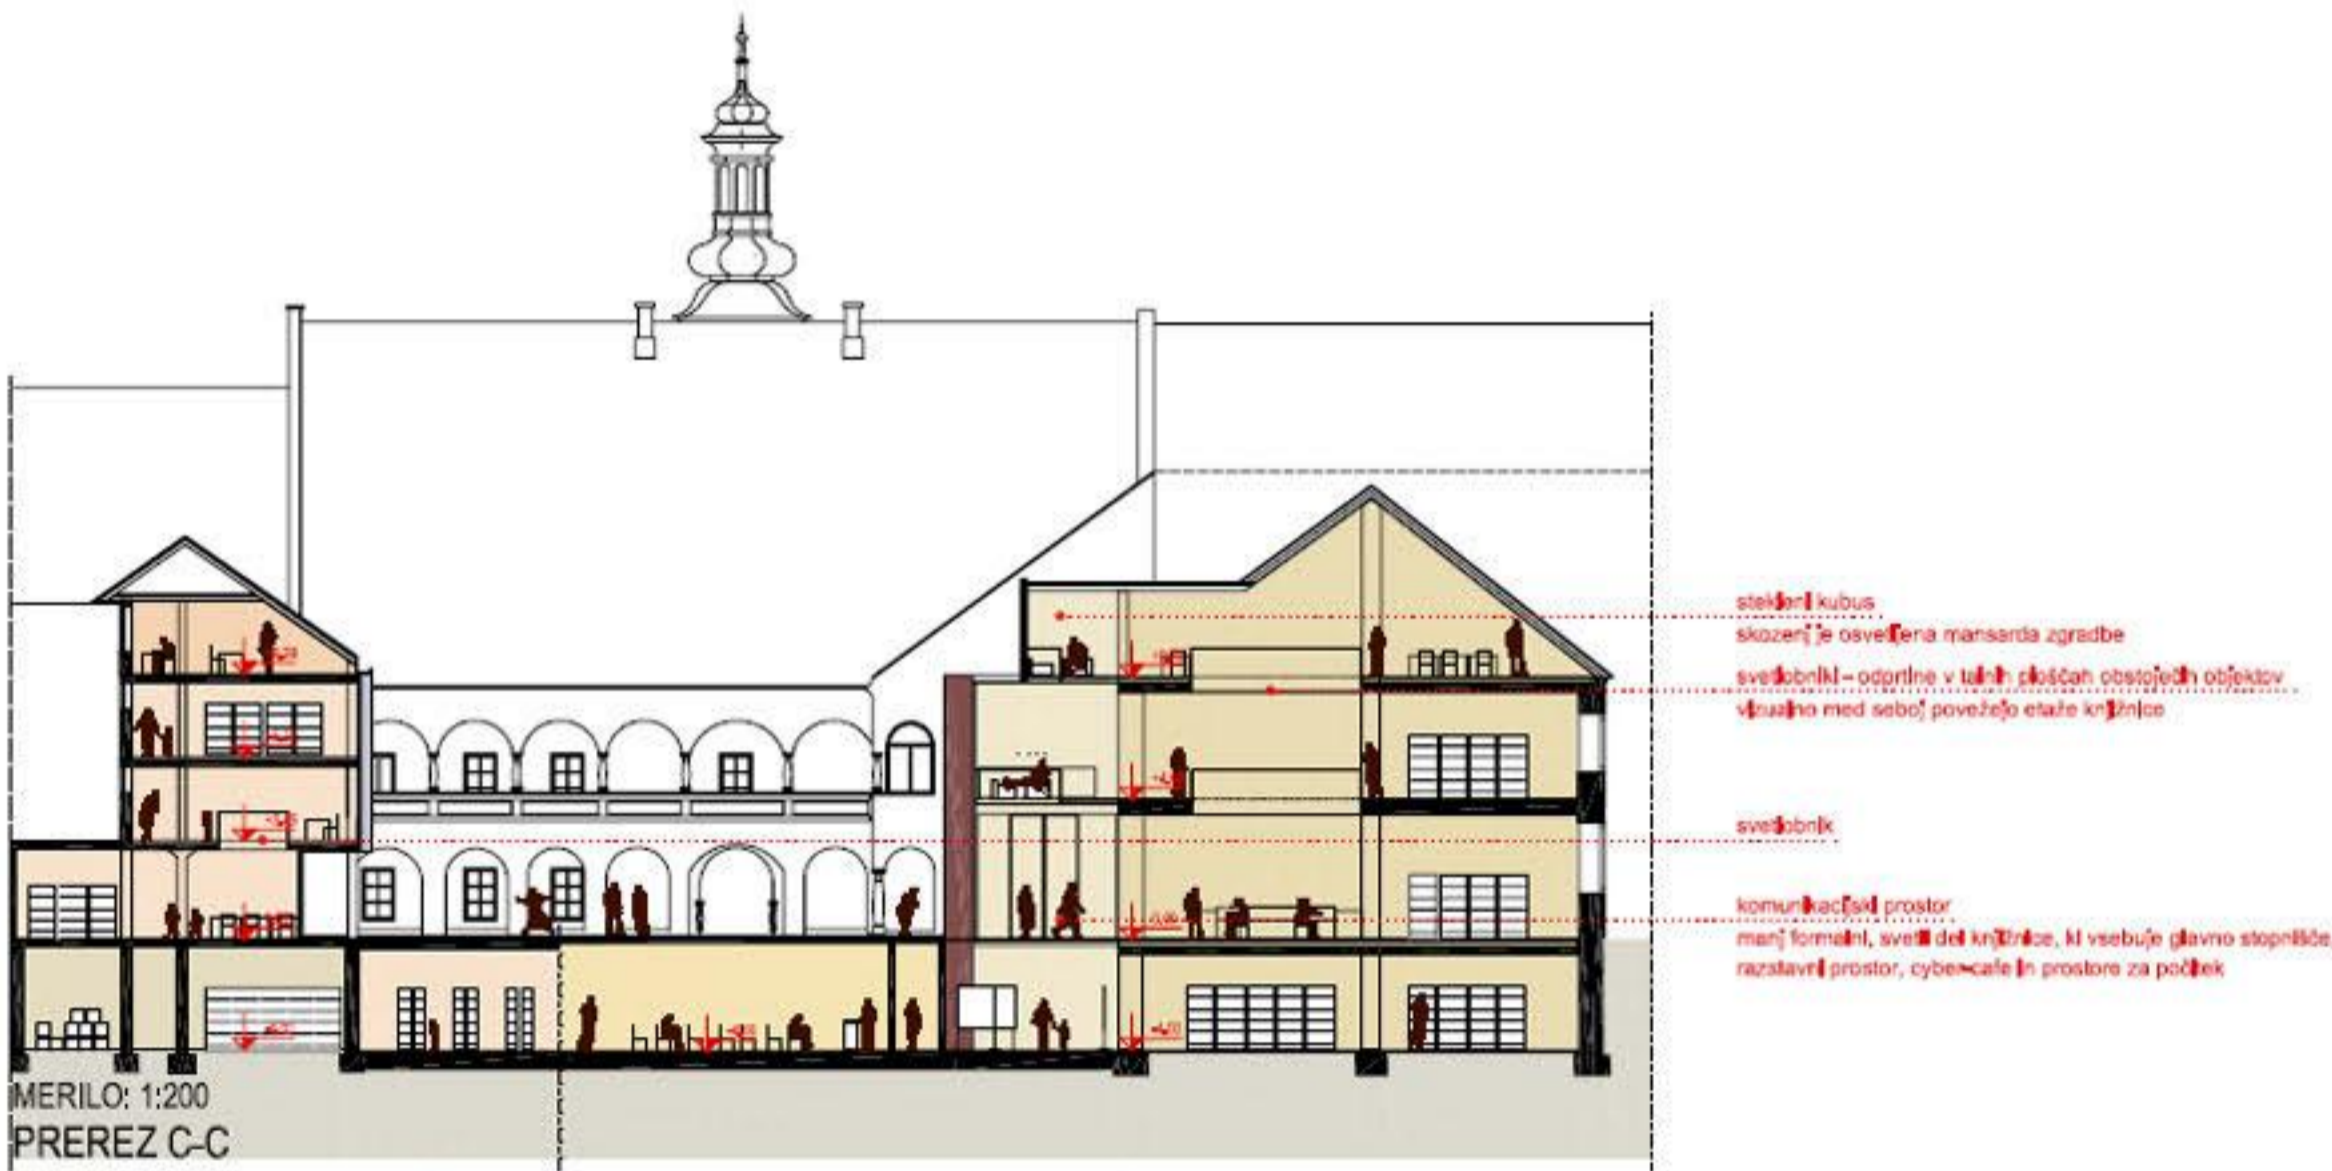 stekleni kubus
skozenj je osvetljena mansarda zgradbe
svetlobniki - odprtine v talnih ploščah obstoječih objektov
vizualno med seboj povežejo etaže knjižnice
svetlobnik
komunikacijski prostor
manj formalni, svetli del knjižnice, ki vsebuje glavno stopnišče,
razstavni prostor, cyber-cafe in prostore za počitek
MERILO: 1:200
PREREZ C-C